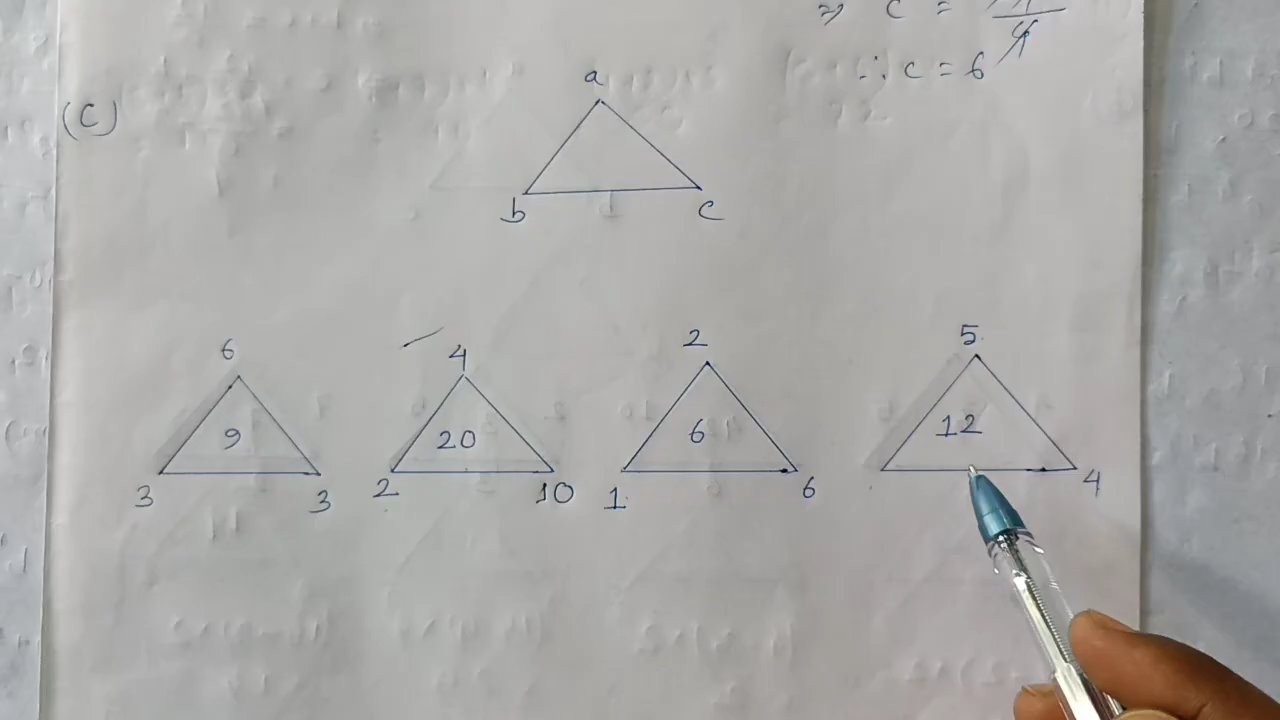 ⇒ c =
∴ c = 6
(C)
a
b c
6 4 2 5
9 20 6 12
3 3 2 10 1 6 4